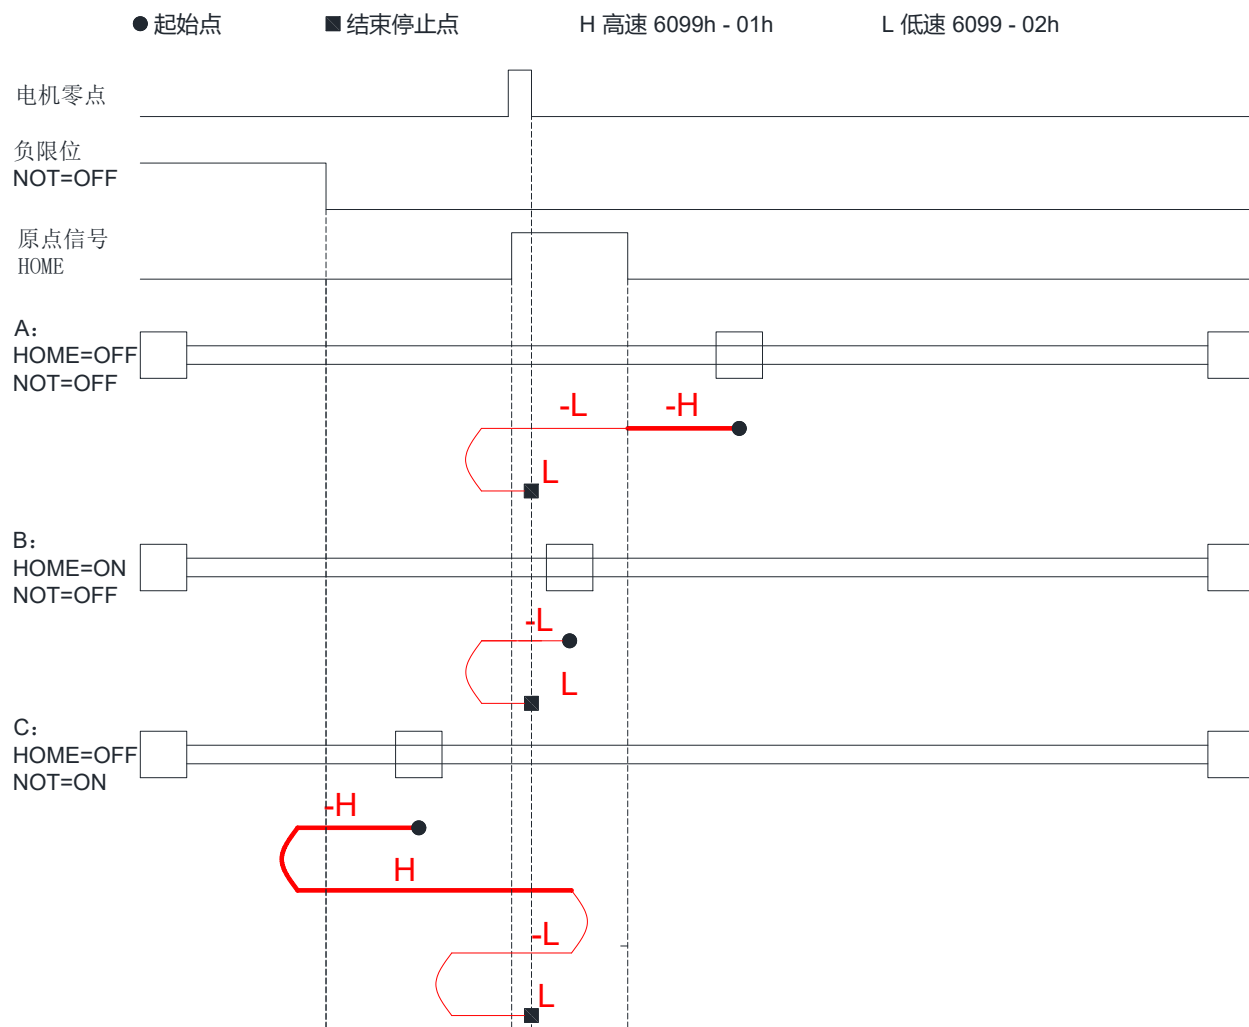 起始点 结束停止点 H 高速 6099h - 01h L 低速 6099 - 02h
电机零点
负限位
NOT=OFF
原点信号
HOME
A：
HOME=OFF
NOT=OFF
-L -H
L
B：
HOME=ON
NOT=OFF
-L
L
C：
HOME=OFF
NOT=ON
-H
H
-L
L